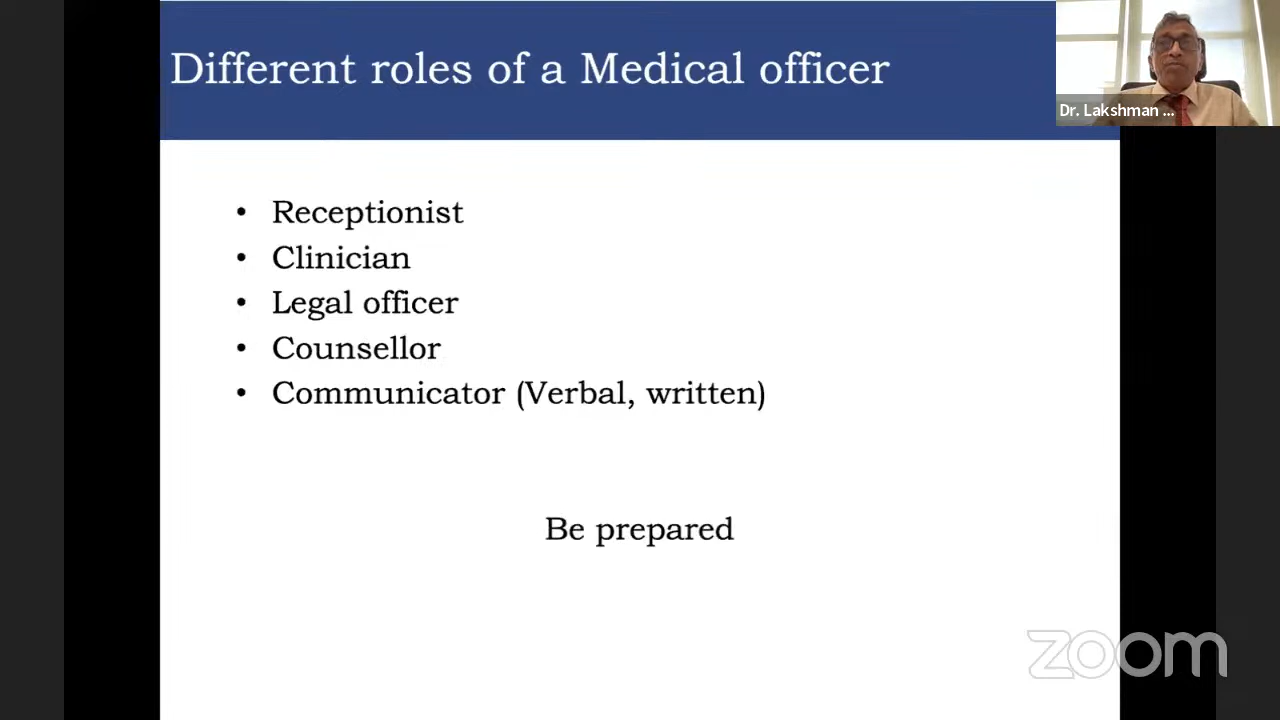 Different roles of a Medical officer
Dr. Lakshman ...
• Receptionist
• Clinician
• Legal officer
• Counsellor
• Communicator (Verbal, written)
Be prepared
zoom